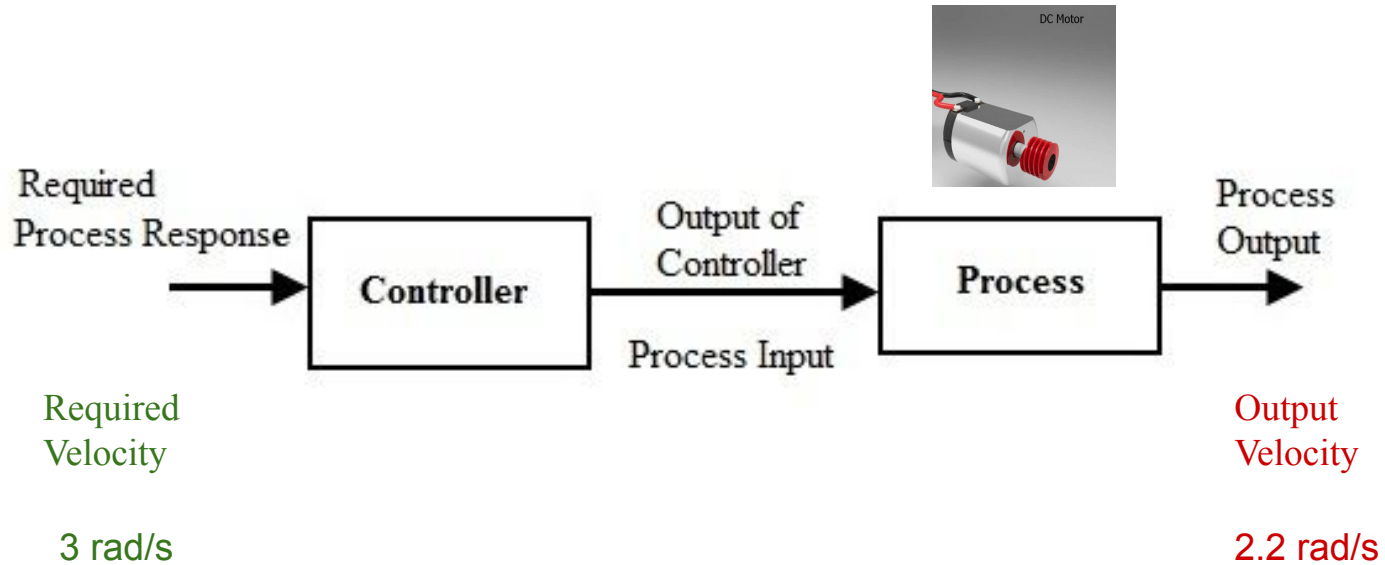 DC Motor
Required
Process Response
Controller
Output of
Controller
Process Input
Process
Process
Output
Required
Velocity
3 rad/s
Output
Velocity
2.2 rad/s